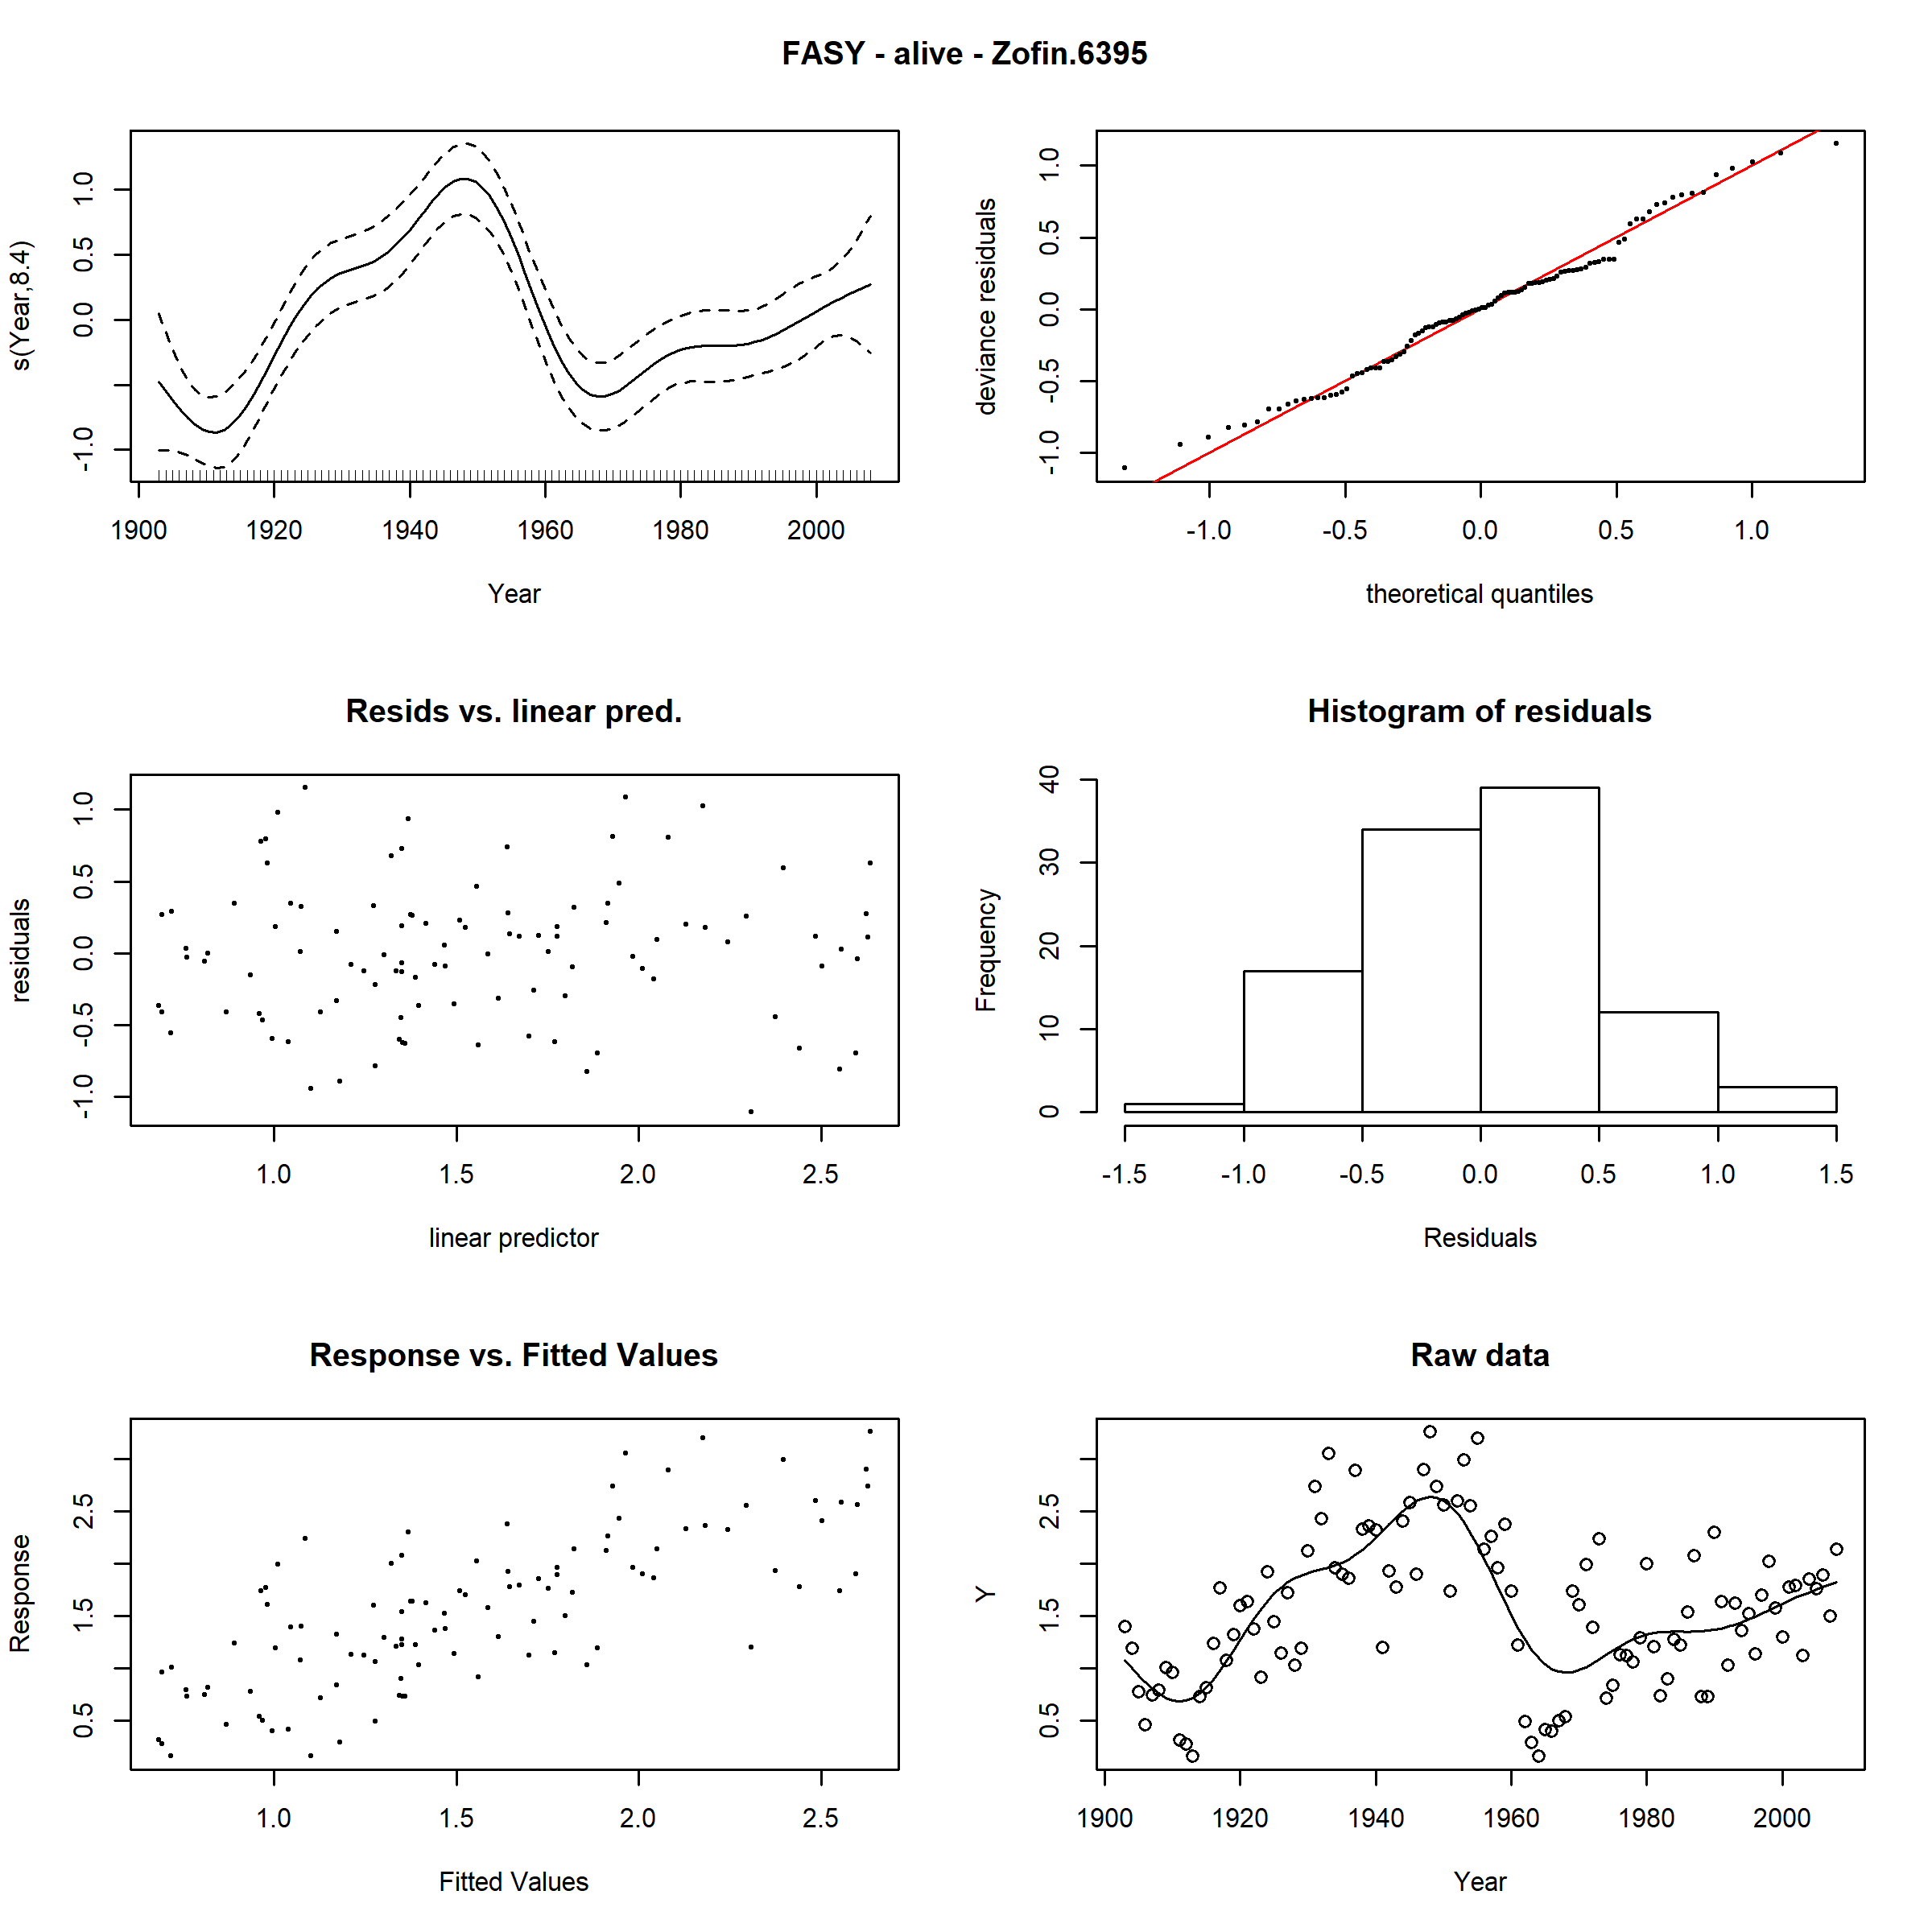 FASY - alive - Zofin.6395
s(Year,8.4)
1.0
0.5
0.0
-1.0
1900 1920 1940 1960 1980 2000
Year
deviance residuals
1.0
0.5
0.0
-0.5
-1.0
-1.0 -0.5 0.0 0.5 1.0
theoretical quantiles
Resids vs. linear pred.
residuals
1.0
0.5
0.0
-0.5
-1.0
1.0 1.5 2.0 2.5
linear predictor
Histogram of residuals
Frequency
40
30
20
10
0
-1.5 -1.0 -0.5 0.0 0.5 1.0 1.5
Residuals
Response vs. Fitted Values
Response
2.5
1.5
0.5
1.0 1.5 2.0 2.5
Fitted Values
Raw data
Y
2.5
1.5
0.5
1900 1920 1940 1960 1980 2000
Year